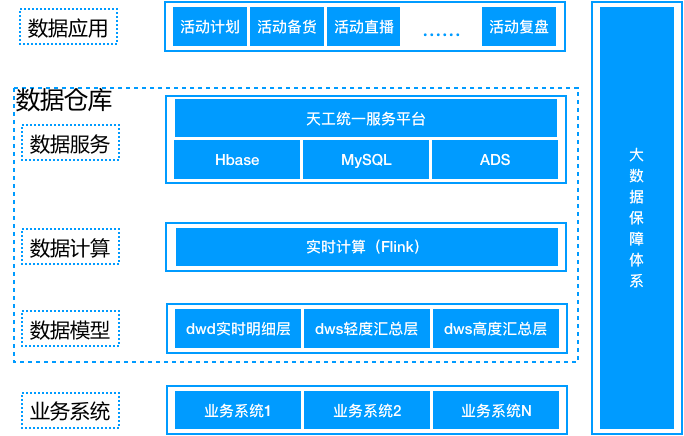 数据应用
活动计划 活动备货 活动直播 …… 活动复盘
数据仓库
数据服务
天工统一服务平台
Hbase MySQL ADS
数据计算
实时计算（Flink）
数据模型
dwd实时明细层 dws轻度汇总层 dws高度汇总层
业务系统
业务系统1 业务系统2 业务系统N
大数据保障体系